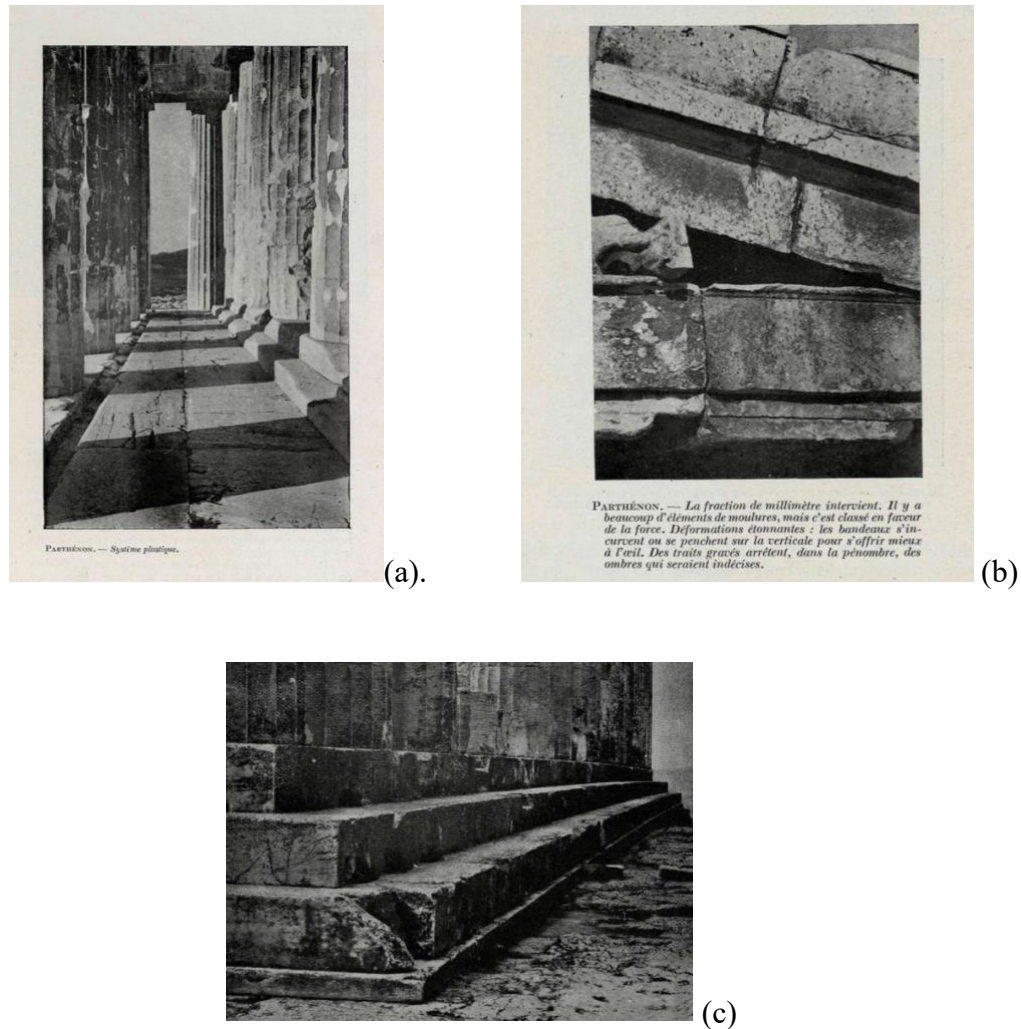 PARTHÉNON. — Système plastique.
(a).
PARTHÉNON. — La fraction de millimètre intervient. Il y a
beaucoup d'éléments de moulures, mais c'est classé en faveur
de la force. Déformations étonnantes : les bandeaux s'in-
curvent ou se penchent sur la verticale pour s'offrir mieux
à l'œil. Des traits gravés arrêtent, dans la pénombre, des
ombres qui seraient indécises.
(b)
(c)